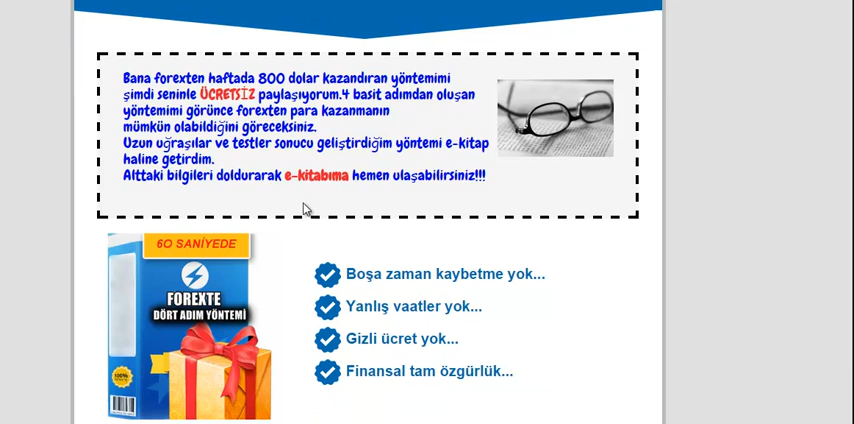 Bana forexten haftada 800 dolar kazandıran yöntemimi
şimdi seninle ÜCRETSİZ paylaşıyorum.4 basit adımdan oluşan
yöntemimi görünce forexten para kazanmanın
mümkün olabildiğini göreceksiniz.
Uzun uğraşılar ve testler sonucu geliştirdiğim yöntemi e-kitap
haline getirdim.
Alttaki bilgileri doldurarak e-kitabıma hemen ulaşabilirsiniz!!!
60 SANİYEDE
FOREXTE
DÖRT ADIM YÖNTEMİ
100%
Boşa zaman kaybetme yok...
Yanlış vaatler yok...
Gizli ücret yok...
Finansal tam özgürlük...